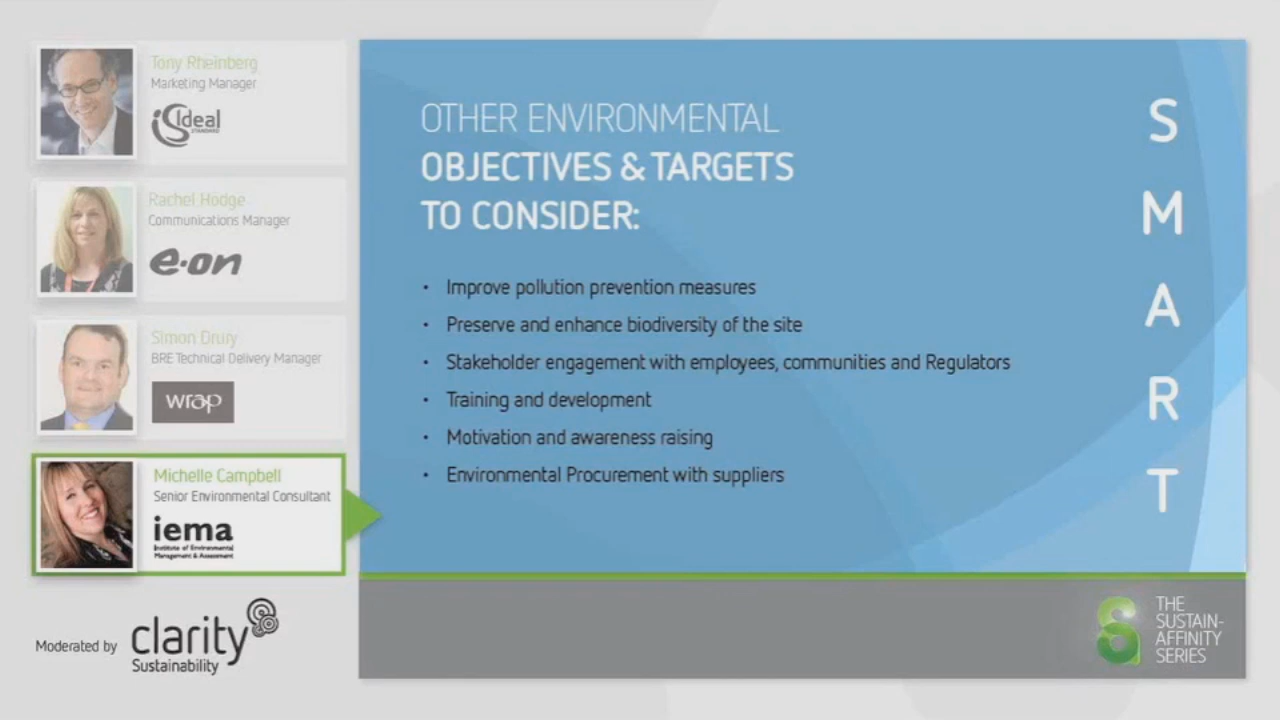 Tony Rheinberg
Marketing Manager
Ideal
STANDARD
Rachel Hodge
Communications Manager
e·on
Simon Drury
BRE Technical Delivery Manager
wrap
Michelle Campbell
Senior Environmental Consultant
iema
Institute of Environmental
Management & Assessment
Moderated by
clarity
Sustainability
OTHER ENVIRONMENTAL
OBJECTIVES & TARGETS
TO CONSIDER:
• Improve pollution prevention measures
• Preserve and enhance biodiversity of the site
• Stakeholder engagement with employees, communities and Regulators
• Training and development
• Motivation and awareness raising
• Environmental Procurement with suppliers
S
M
A
R
T
THE
SUSTAIN-
AFFINITY
SERIES